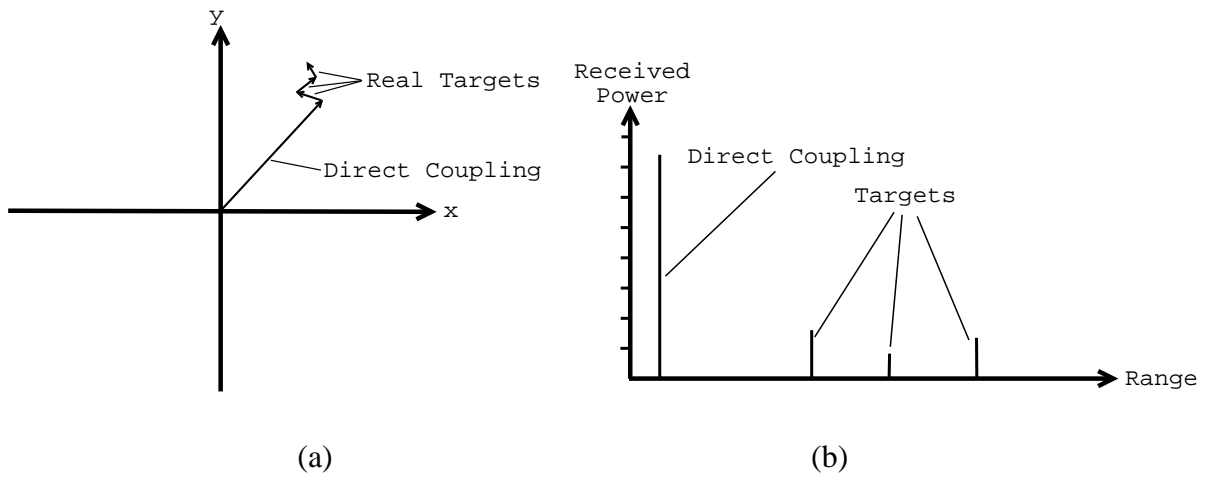 y
Real Targets
Direct Coupling
x
(a)
Received
Power
Direct Coupling
Targets
Range
(b)